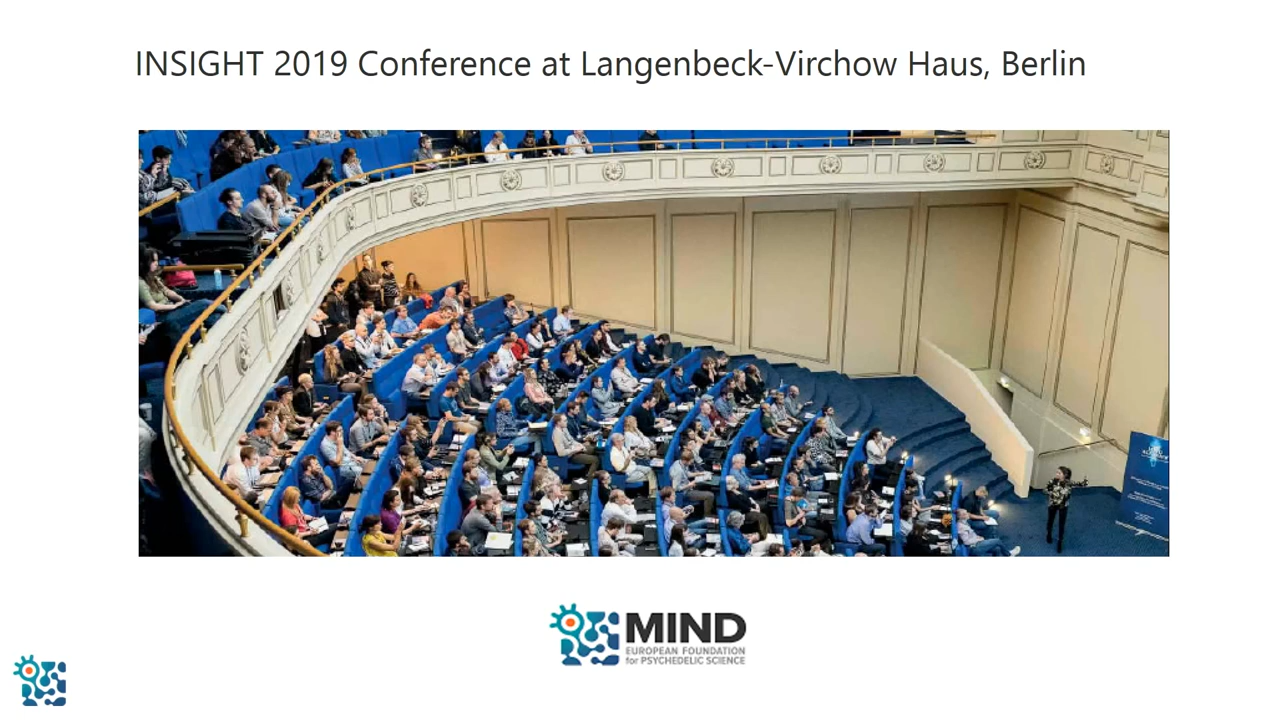 INSIGHT 2019 Conference at Langenbeck-Virchow Haus, Berlin
MIND
EUROPEAN FOUNDATION
for PSYCHEDELIC SCIENCE